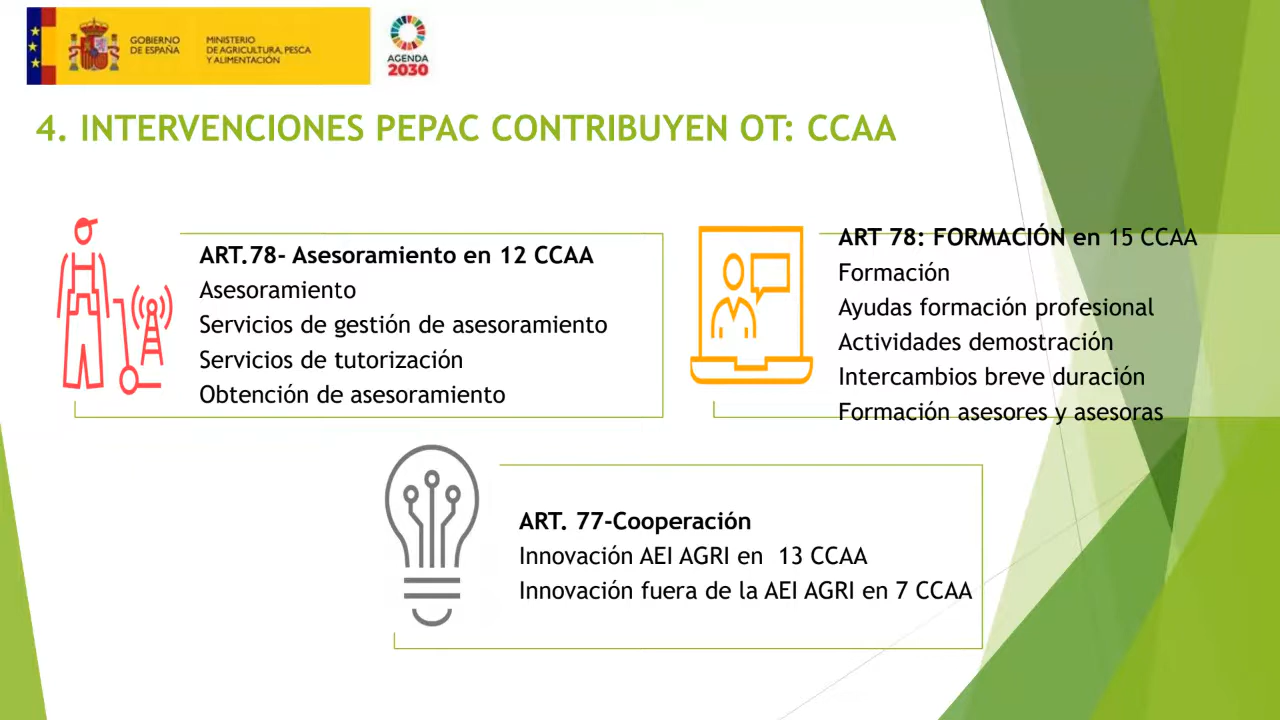 GOBIERNO
DE ESPAÑA
MINISTERIO
DE AGRICULTURA, PESCA
Y ALIMENTACIÓN
AGENDA
2030
4. INTERVENCIONES PEPAC CONTRIBUYEN OT: CCAA
ART.78- Asesoramiento en 12 CCAA
Asesoramiento
Servicios de gestión de asesoramiento
Servicios de tutorización
Obtención de asesoramiento
ART 78: FORMACIÓN en 15 CCAA
Formación
Ayudas formación profesional
Actividades demostración
Intercambios breve duración
Formación asesores y asesoras
ART. 77-Cooperación
Innovación AEI AGRI en 13 CCAA
Innovación fuera de la AEI AGRI en 7 CCAA